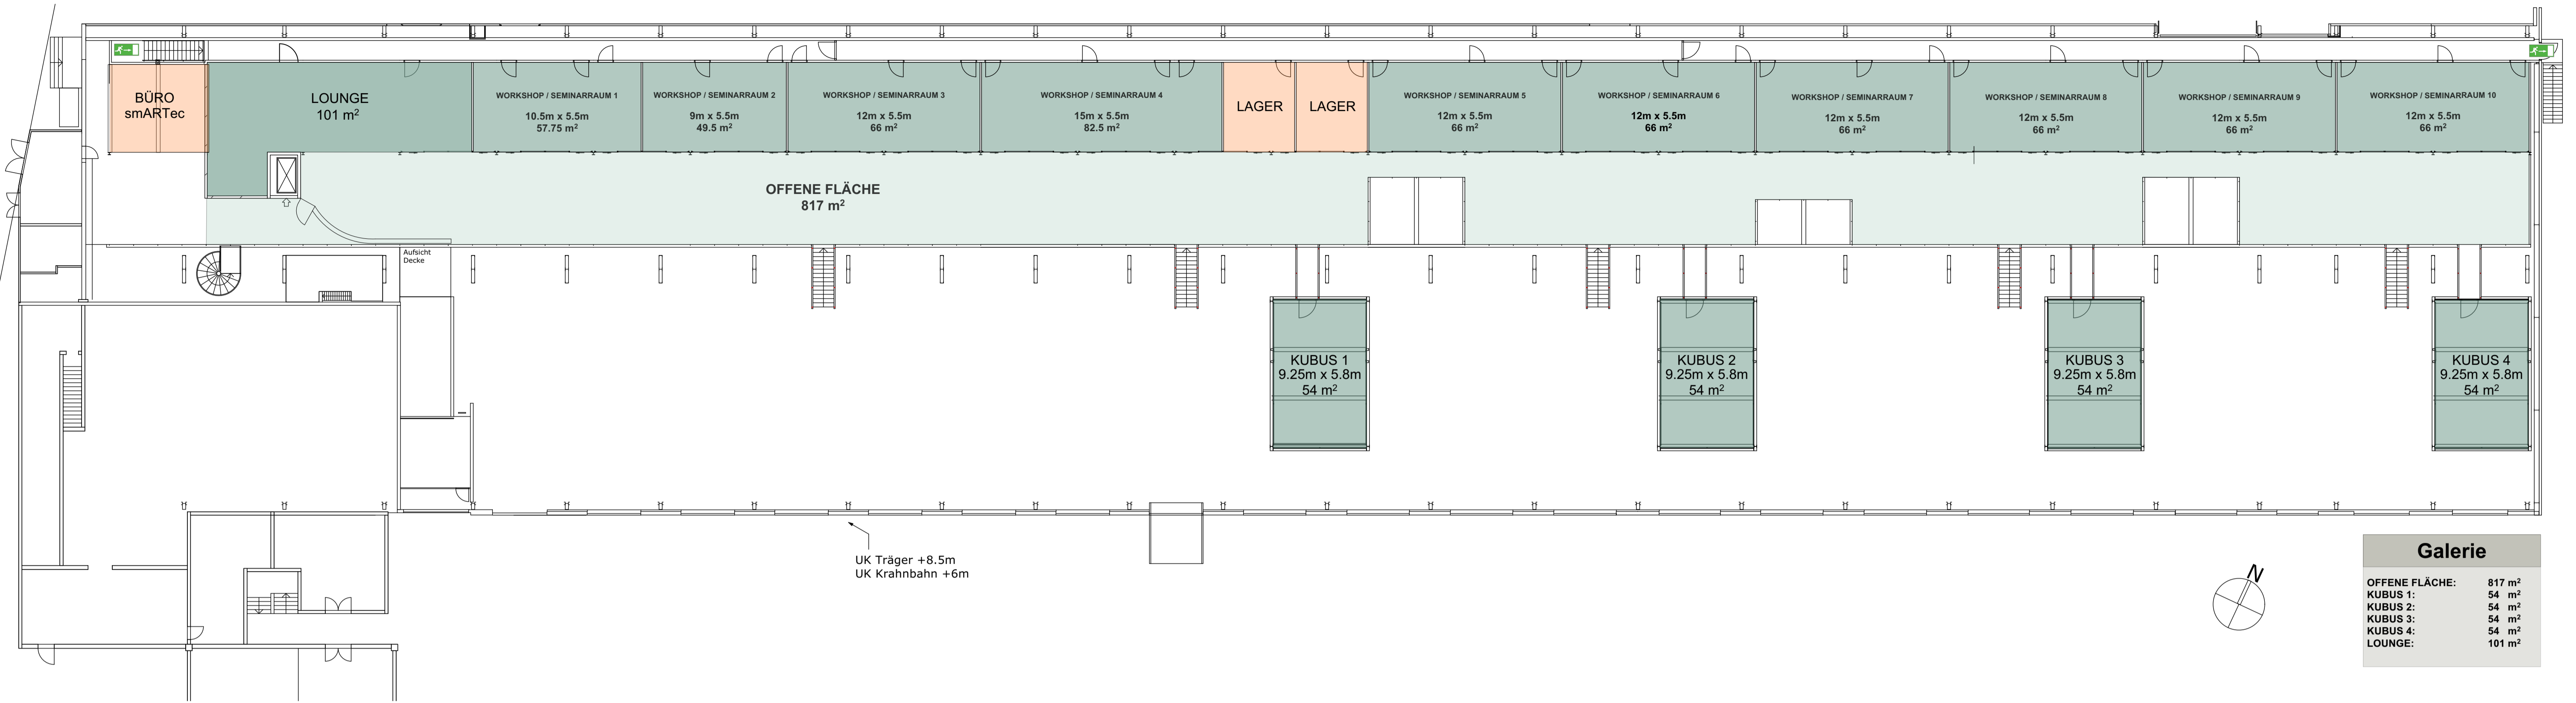 BÜRO
smARTec
LOUNGE
101 m²
WORKSHOP / SEMINARRAUM 1
10.5m x 5.5m
57.75 m²
WORKSHOP / SEMINARRAUM 2
9m x 5.5m
49.5 m²
WORKSHOP / SEMINARRAUM 3
12m x 5.5m
66 m²
WORKSHOP / SEMINARRAUM 4
15m x 5.5m
82.5 m²
LAGER
LAGER
WORKSHOP / SEMINARRAUM 5
12m x 5.5m
66 m²
WORKSHOP / SEMINARRAUM 6
12m x 5.5m
66 m²
WORKSHOP / SEMINARRAUM 7
12m x 5.5m
66 m²
WORKSHOP / SEMINARRAUM 8
12m x 5.5m
66 m²
WORKSHOP / SEMINARRAUM 9
12m x 5.5m
66 m²
WORKSHOP / SEMINARRAUM 10
12m x 5.5m
66 m²
OFFENE FLÄCHE
817 m²
Aufsicht
Decke
KUBUS 1
9.25m x 5.8m
54 m²
KUBUS 2
9.25m x 5.8m
54 m²
KUBUS 3
9.25m x 5.8m
54 m²
KUBUS 4
9.25m x 5.8m
54 m²
UK Träger +8.5m
UK Krahnbahn +6m
N
Galerie
OFFENE FLÄCHE: 817 m²
KUBUS 1: 54 m²
KUBUS 2: 54 m²
KUBUS 3: 54 m²
KUBUS 4: 54 m²
LOUNGE: 101 m²